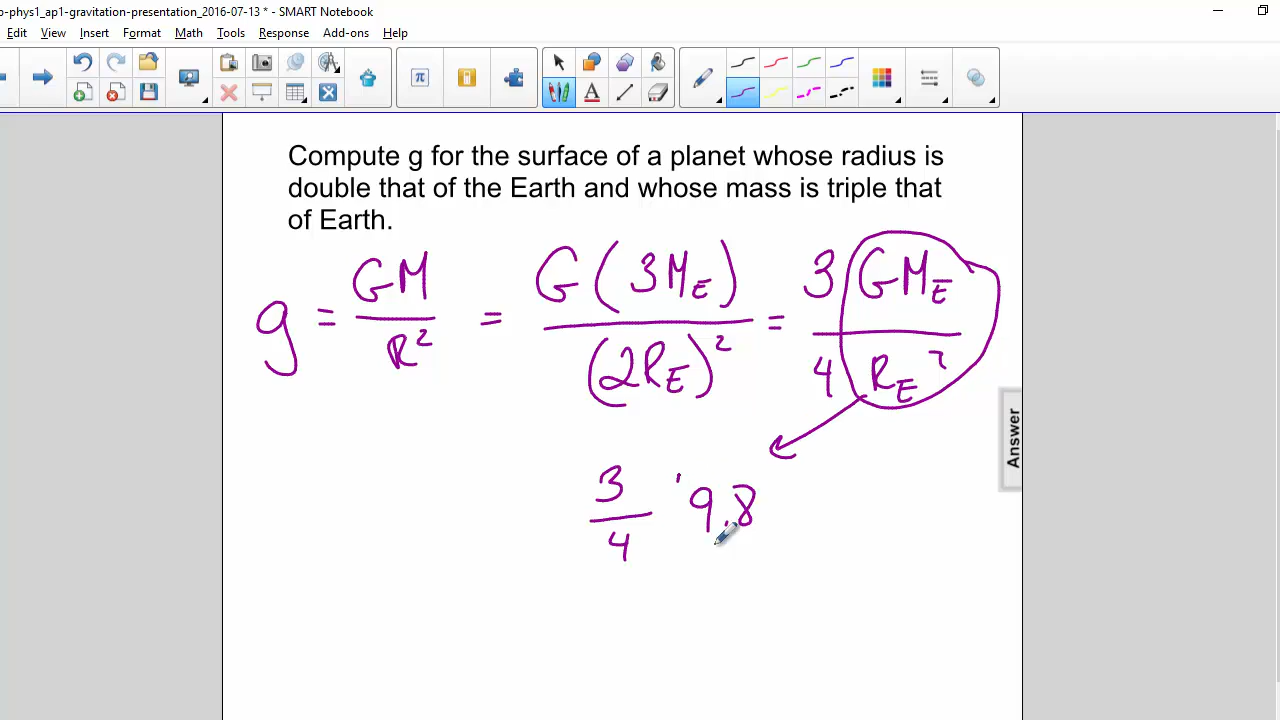 o-phys1_ap1-gravitation-presentation_2016-07-13 * - SMART Notebook
Edit View Insert Format Math Tools Response Add-ons Help
π
A
Compute g for the surface of a planet whose radius is
double that of the Earth and whose mass is triple that
of Earth.
g = GM / R² = G(3M_E) / (2R_E)² = 3 GM_E / 4 R_E²
3/4 · 9.8
Answer